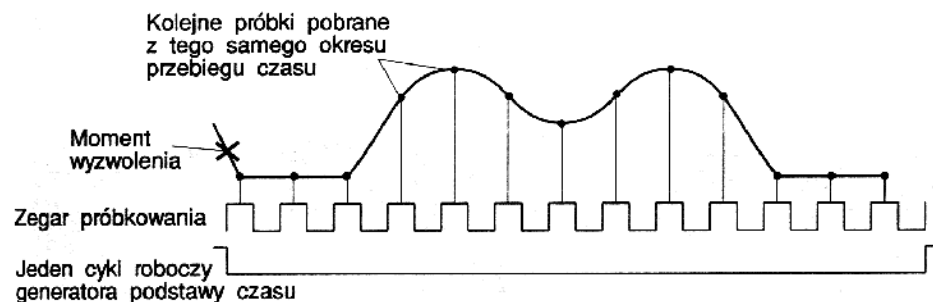 Kolejne próbki pobrane
z tego samego okresu
przebiegu czasu
Moment
wyzwolenia
Zegar próbkowania
Jeden cykl roboczy
generatora podstawy czasu